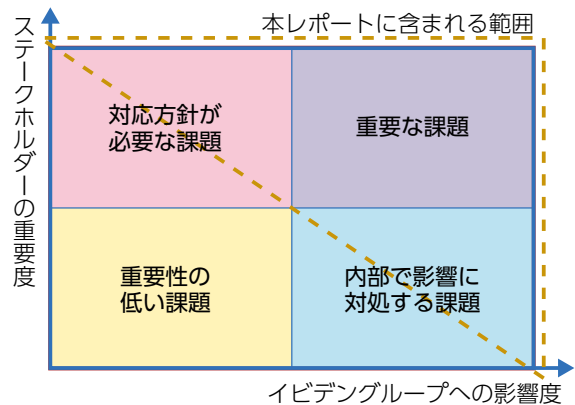 本レポートに含まれる範囲
ステークホルダーの重要度
対応方針が
必要な課題
重要な課題
重要性の
低い課題
内部で影響に
対処する課題
イビデングループへの影響度